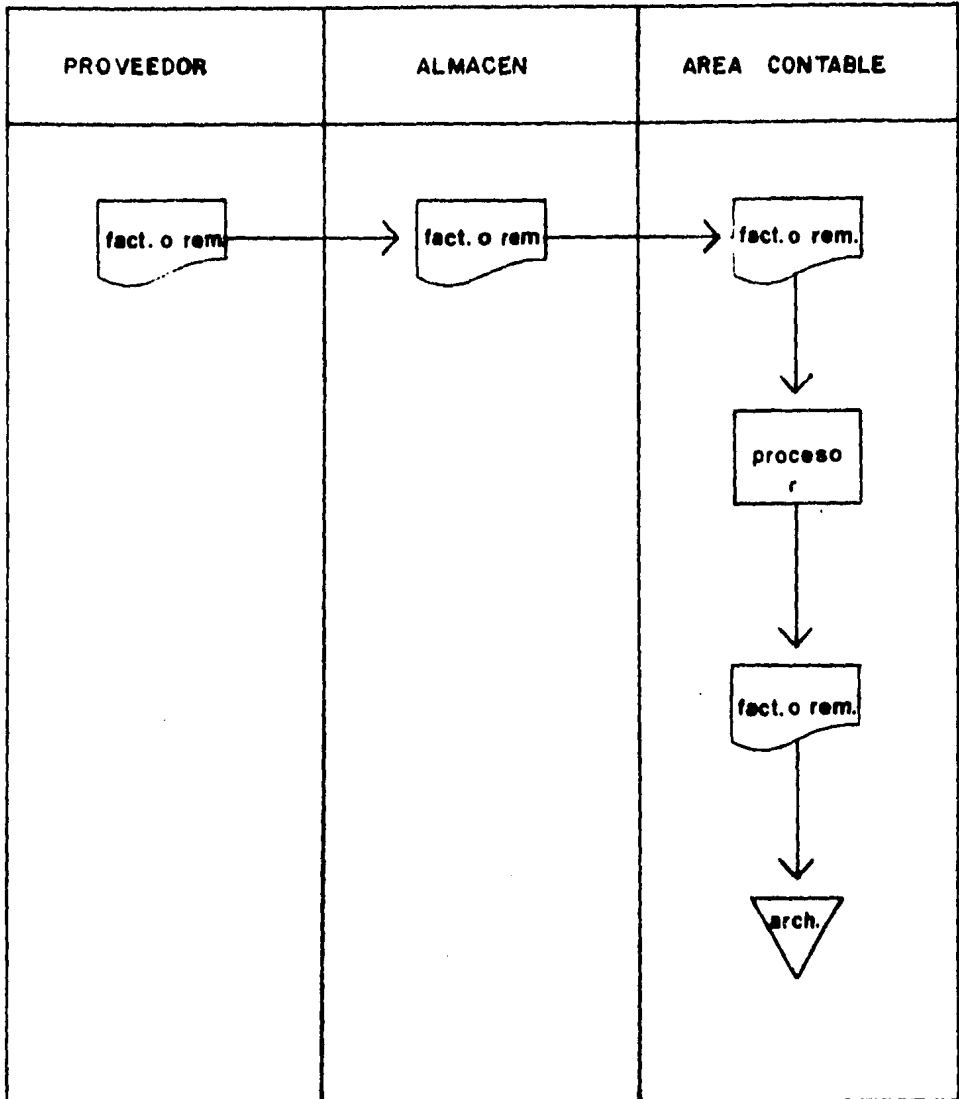 PROVEEDOR
ALMACEN
AREA CONTABLE
fact. o rem
fact. o rem
fact. o rem.
proceso
r
fact. o rem.
arch.